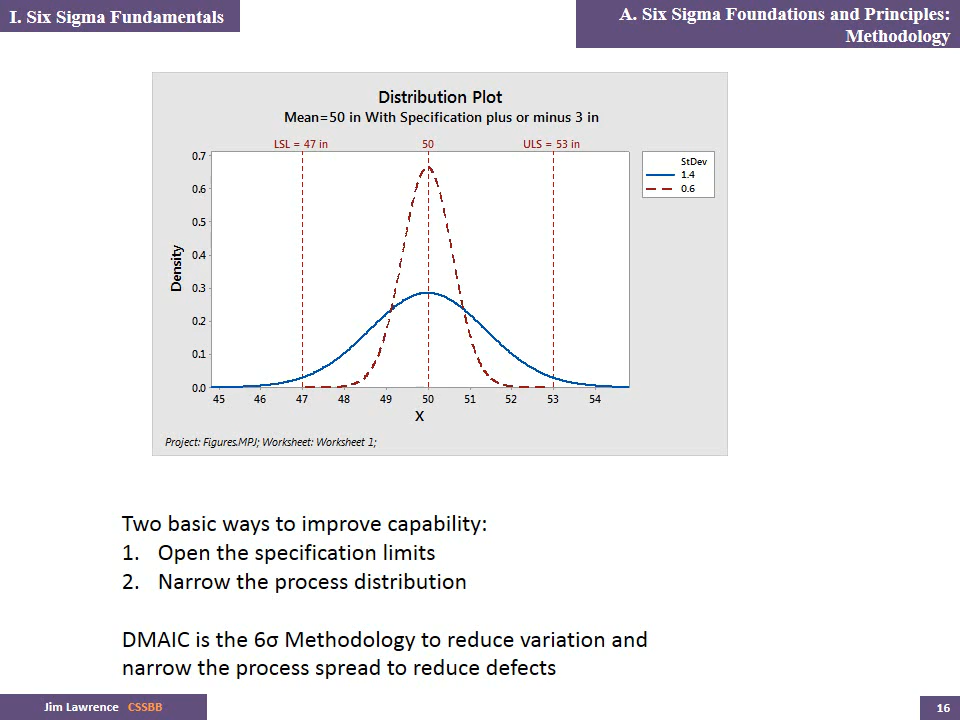 I. Six Sigma Fundamentals
A. Six Sigma Foundations and Principles:
Methodology
Distribution Plot
Mean=50 in With Specification plus or minus 3 in
LSL = 47 in
50
ULS = 53 in
StDev
1.4
0.6
0.7
0.6
0.5
0.4
0.3
0.2
0.1
0.0
Density
45 46 47 48 49 50 51 52 53 54
X
Project: Figures.MPJ; Worksheet: Worksheet 1;
Two basic ways to improve capability:
1. Open the specification limits
2. Narrow the process distribution
DMAIC is the 6σ Methodology to reduce variation and
narrow the process spread to reduce defects
Jim Lawrence CSSBB
16